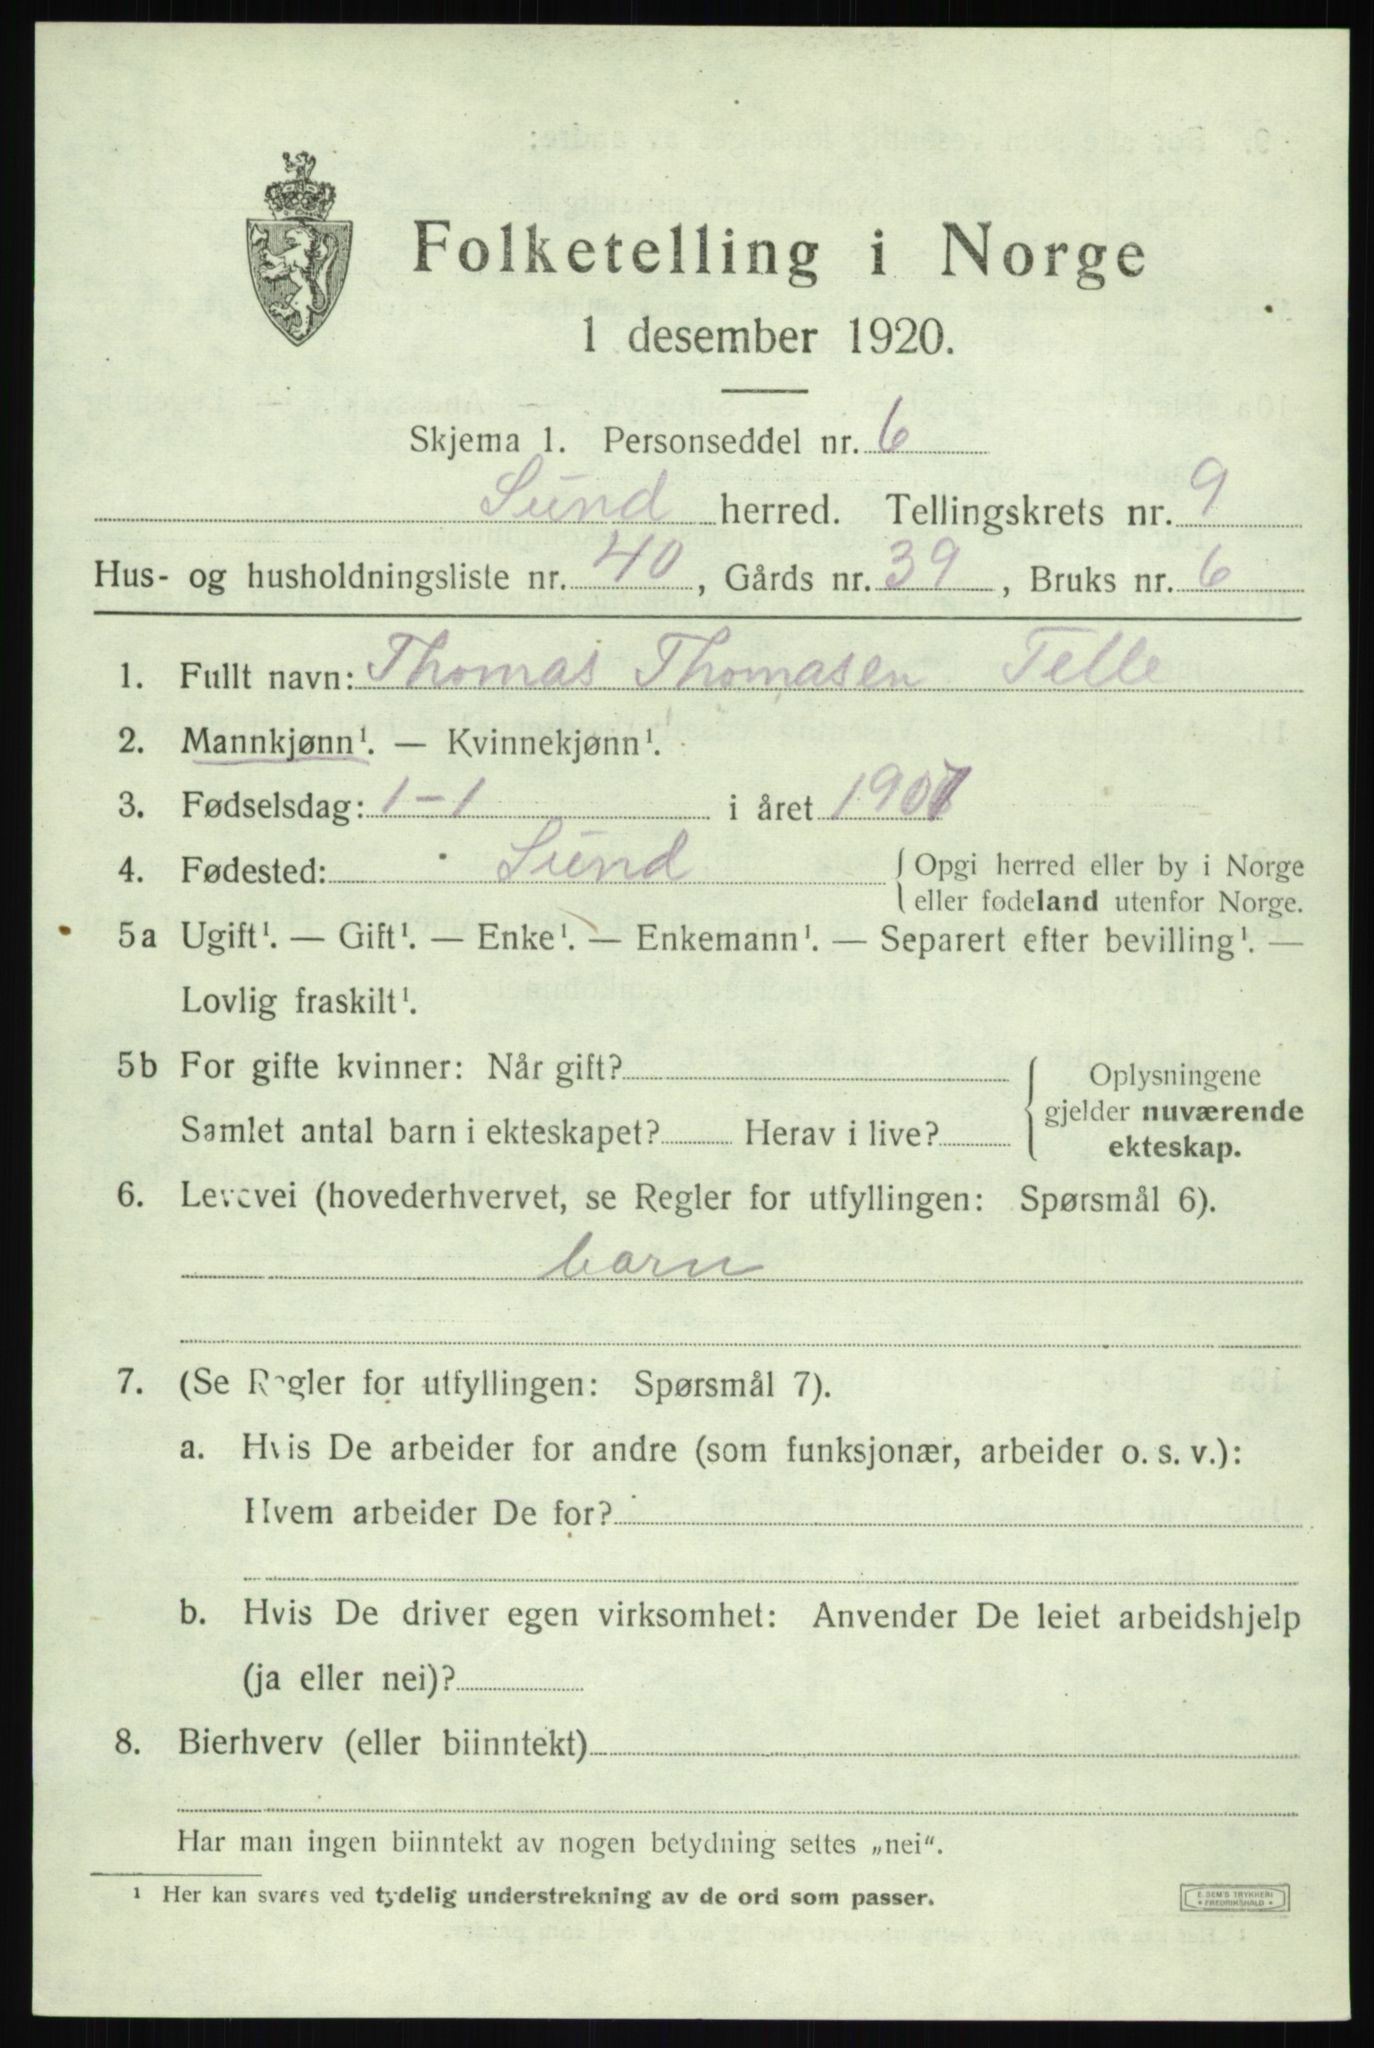 Folketelling i Norge
1 desember 1920.
Skjema 1. Personseddel nr. 6
Sund herred. Tellingskrets nr. 9
Hus- og husholdningsliste nr. 40, Gårds nr. 39, Bruks nr. 6
1. Fullt navn: Thomas Thomasen Telle
2. Mannkjønn¹. — Kvinnekjønn¹.
3. Fødselsdag: 1-1 i året 1907
4. Fødested: Sund { Opgi herred eller by i Norge
eller fødeland utenfor Norge.
5a Ugift¹. — Gift¹. — Enke¹. — Enkemann¹. — Separert efter bevilling¹. —
Lovlig fraskilt¹.
5b For gifte kvinner: Når gift?
Samlet antal barn i ekteskapet? Herav i live?
Oplysningene
gjelder nuværende
ekteskap.
6. Levevei (hovederhvervet, se Regler for utfyllingen: Spørsmål 6).
barn
7. (Se Regler for utfyllingen: Spørsmål 7).
a. Hvis De arbeider for andre (som funksjonær, arbeider o. s. v.):
Hvem arbeider De for?
b. Hvis De driver egen virksomhet: Anvender De leiet arbeidshjelp
(ja eller nei)?
8. Bierhverv (eller biinntekt)
Har man ingen biinntekt av nogen betydning settes „nei“.
¹ Her kan svares ved tydelig understrekning av de ord som passer.
E. SEM'S TRYKKERI
* FREDRIKSHALD *